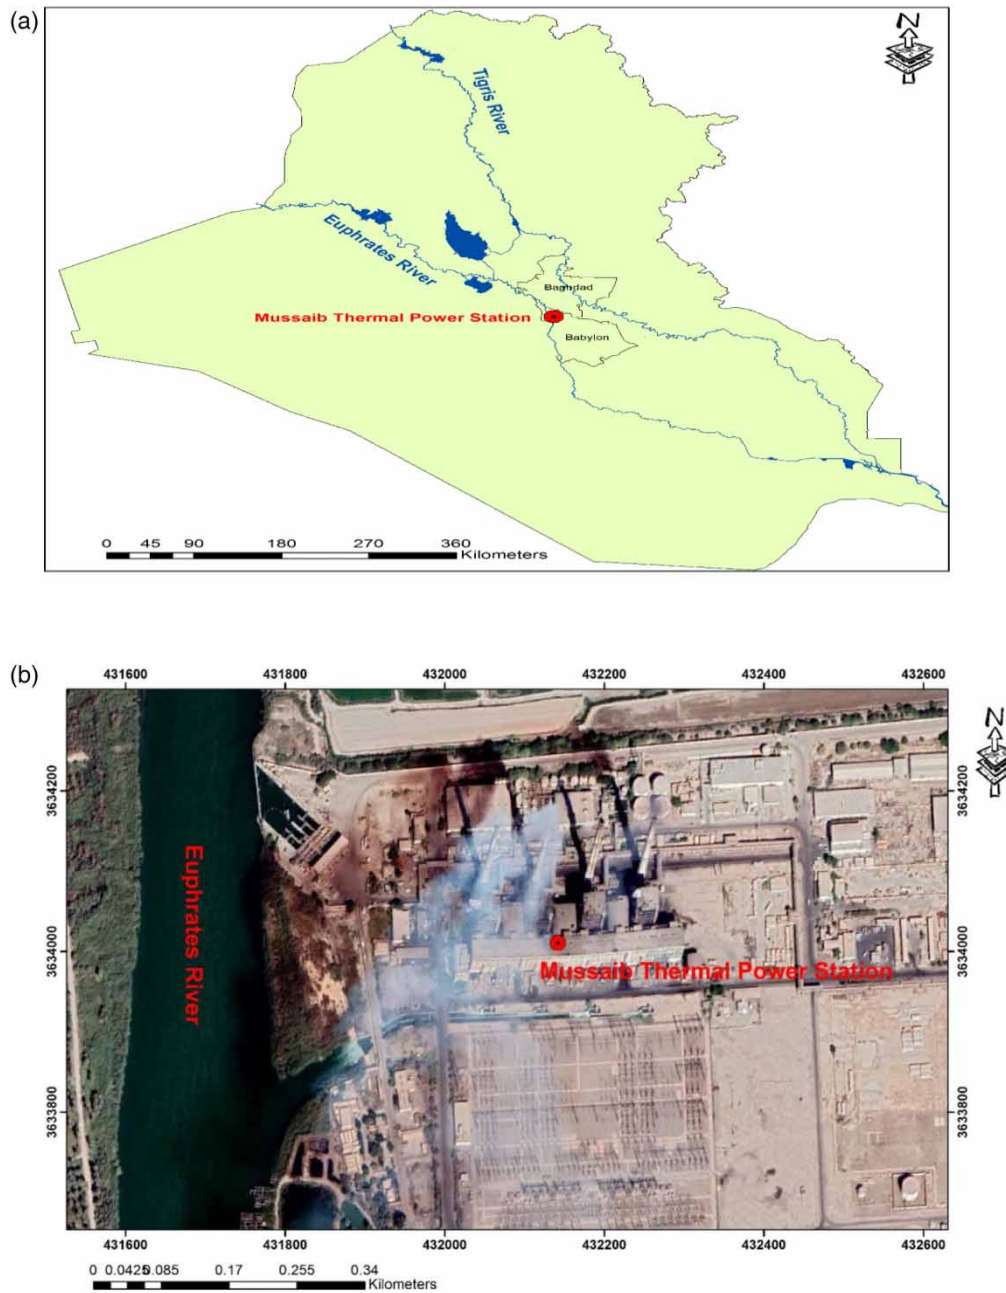 (a)
N
Tigris River
Euphrates River
Baghdad
Mussaib Thermal Power Station
Babylon
0 45 90 180 270 360
Kilometers
(b)
431600 431800 432000 432200 432400 432600
N
3634200
3634200
Euphrates River
3634000
3634000
Mussaib Thermal Power Station
3633800
3633800
431600 431800 432000 432200 432400 432600
0 0.0425 0.085 0.17 0.255 0.34
Kilometers